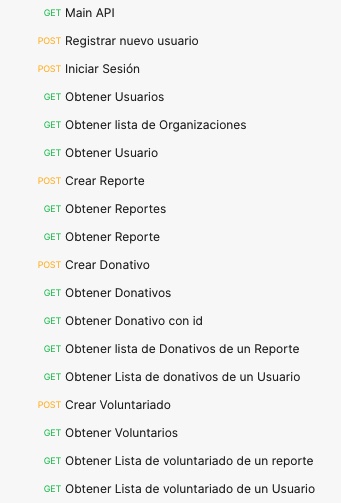 GET Main API
POST Registrar nuevo usuario
POST Iniciar Sesión
GET Obtener Usuarios
GET Obtener lista de Organizaciones
GET Obtener Usuario
POST Crear Reporte
GET Obtener Reportes
GET Obtener Reporte
POST Crear Donativo
GET Obtener Donativos
GET Obtener Donativo con id
GET Obtener lista de Donativos de un Reporte
GET Obtener Lista de donativos de un Usuario
POST Crear Voluntariado
GET Obtener Voluntarios
GET Obtener Lista de voluntariado de un reporte
GET Obtener Lista de voluntariado de un Usuario